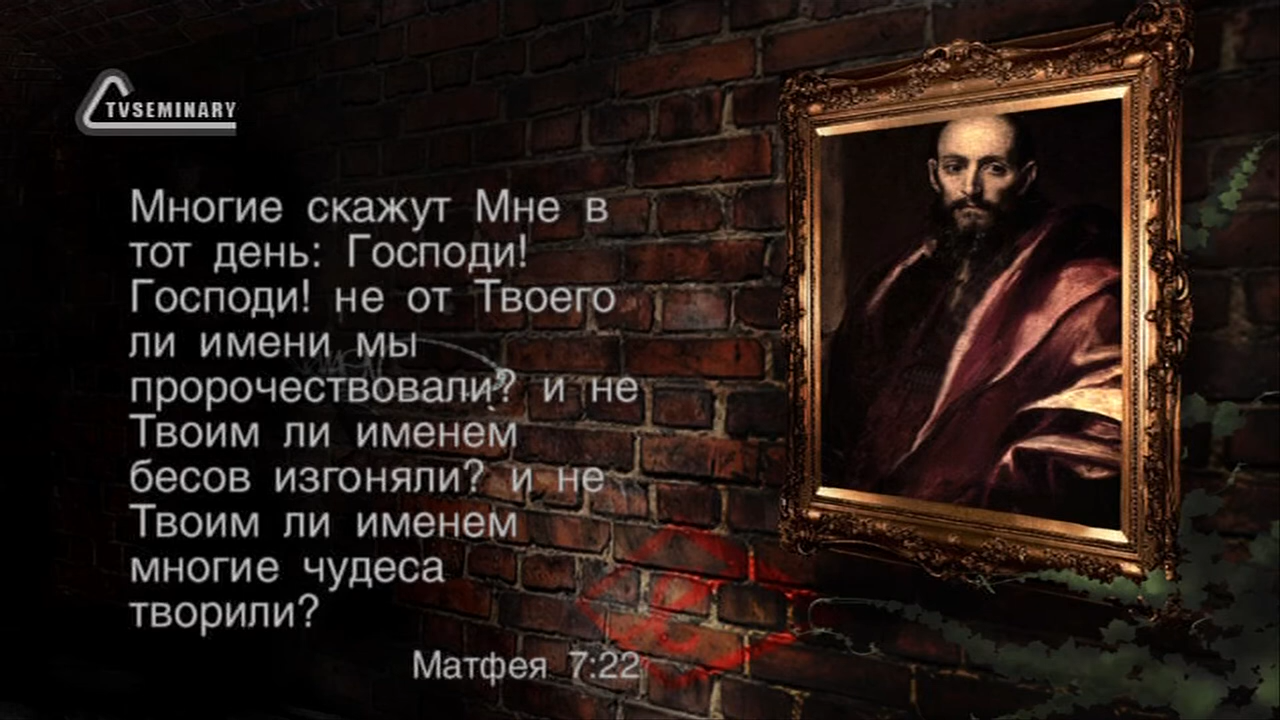 TVSEMINARY
Многие скажут Мне в
тот день: Господи!
Господи! не от Твоего
ли имени мы
пророчествовали? и не
Твоим ли именем
бесов изгоняли? и не
Твоим ли именем
многие чудеса
творили?
Матфея 7:22